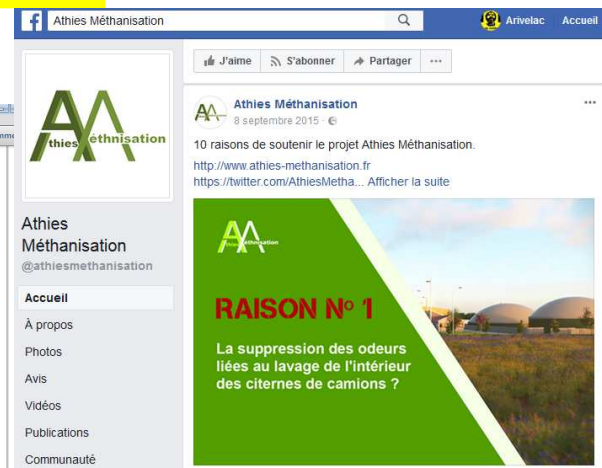 Athies Méthanisation
Arivelac Accueil
J'aime S'abonner Partager ...
AA
thies éthnisation
Athies Méthanisation
8 septembre 2015 ·
10 raisons de soutenir le projet Athies Méthanisation.
http://www.athies-methanisation.fr
https://twitter.com/AthiesMetha... Afficher la suite
Athies
Méthanisation
@athiesmethanisation
Accueil
À propos
Photos
Avis
Vidéos
Publications
Communauté
RAISON N° 1
La suppression des odeurs
liées au lavage de l'intérieur
des citernes de camions ?